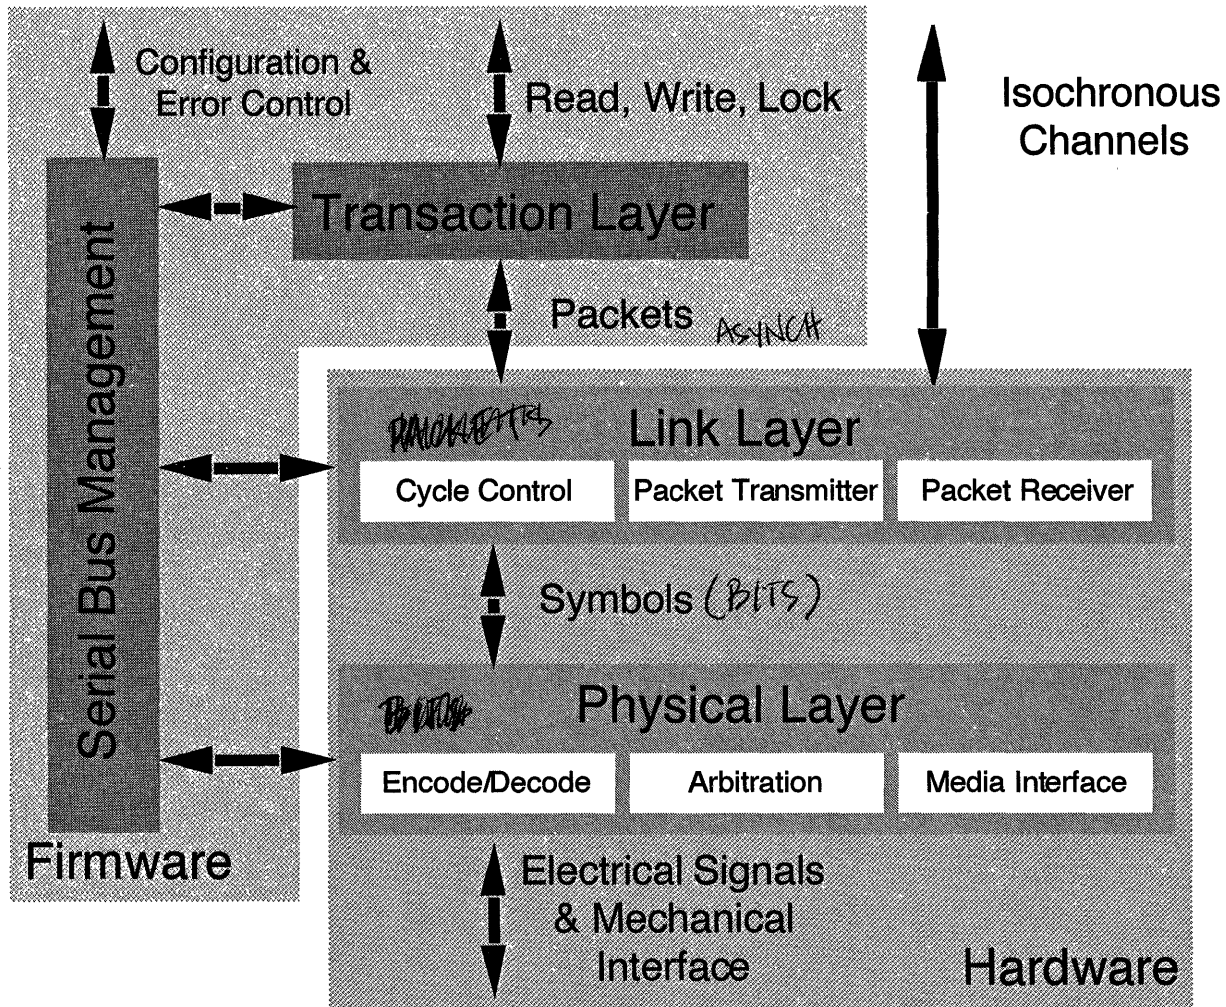 Configuration &
Error Control
Read, Write, Lock
Isochronous
Channels
Transaction Layer
Serial Bus Management
Packets ASYNCH
Link Layer
Cycle Control
Packet Transmitter
Packet Receiver
Symbols (BITS)
Physical Layer
Encode/Decode
Arbitration
Media Interface
Firmware
Electrical Signals
& Mechanical
Interface
Hardware